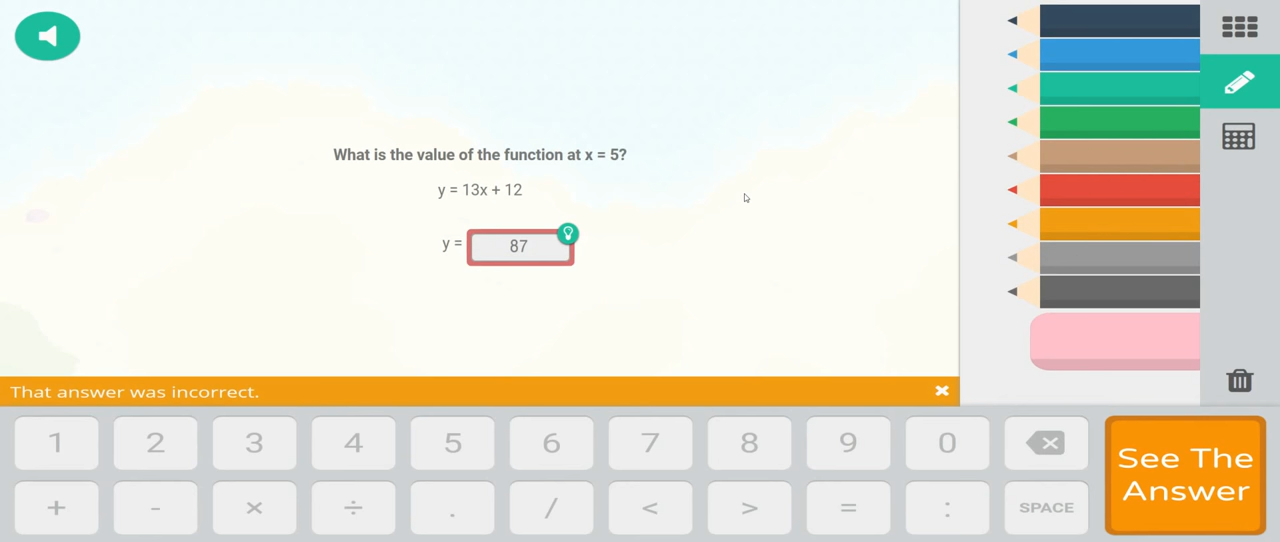 What is the value of the function at x = 5?
y = 13x + 12
y = 87
That answer was incorrect.
1 2 3 4 5 6 7 8 9 0
+ - × ÷ . / < > = : SPACE
See The
Answer